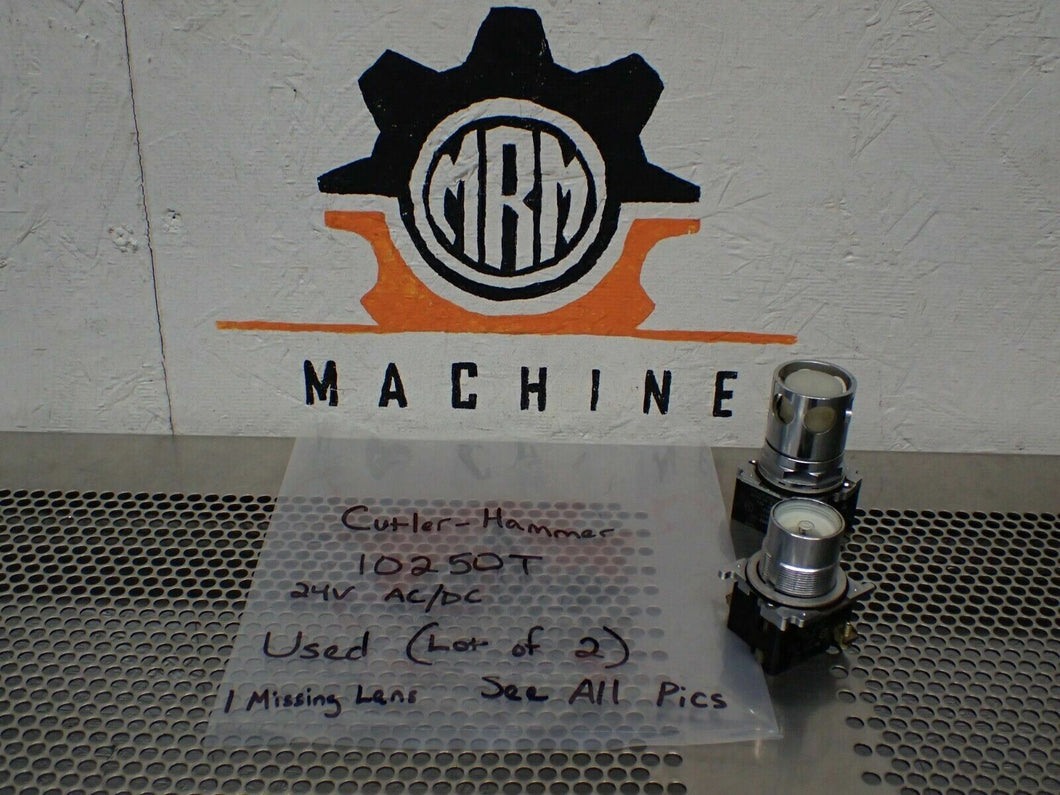 MRM
MACHINE
Cutler-Hammer
10250T
24V AC/DC
Used (Lot of 2)
1 Missing Lens See All Pics